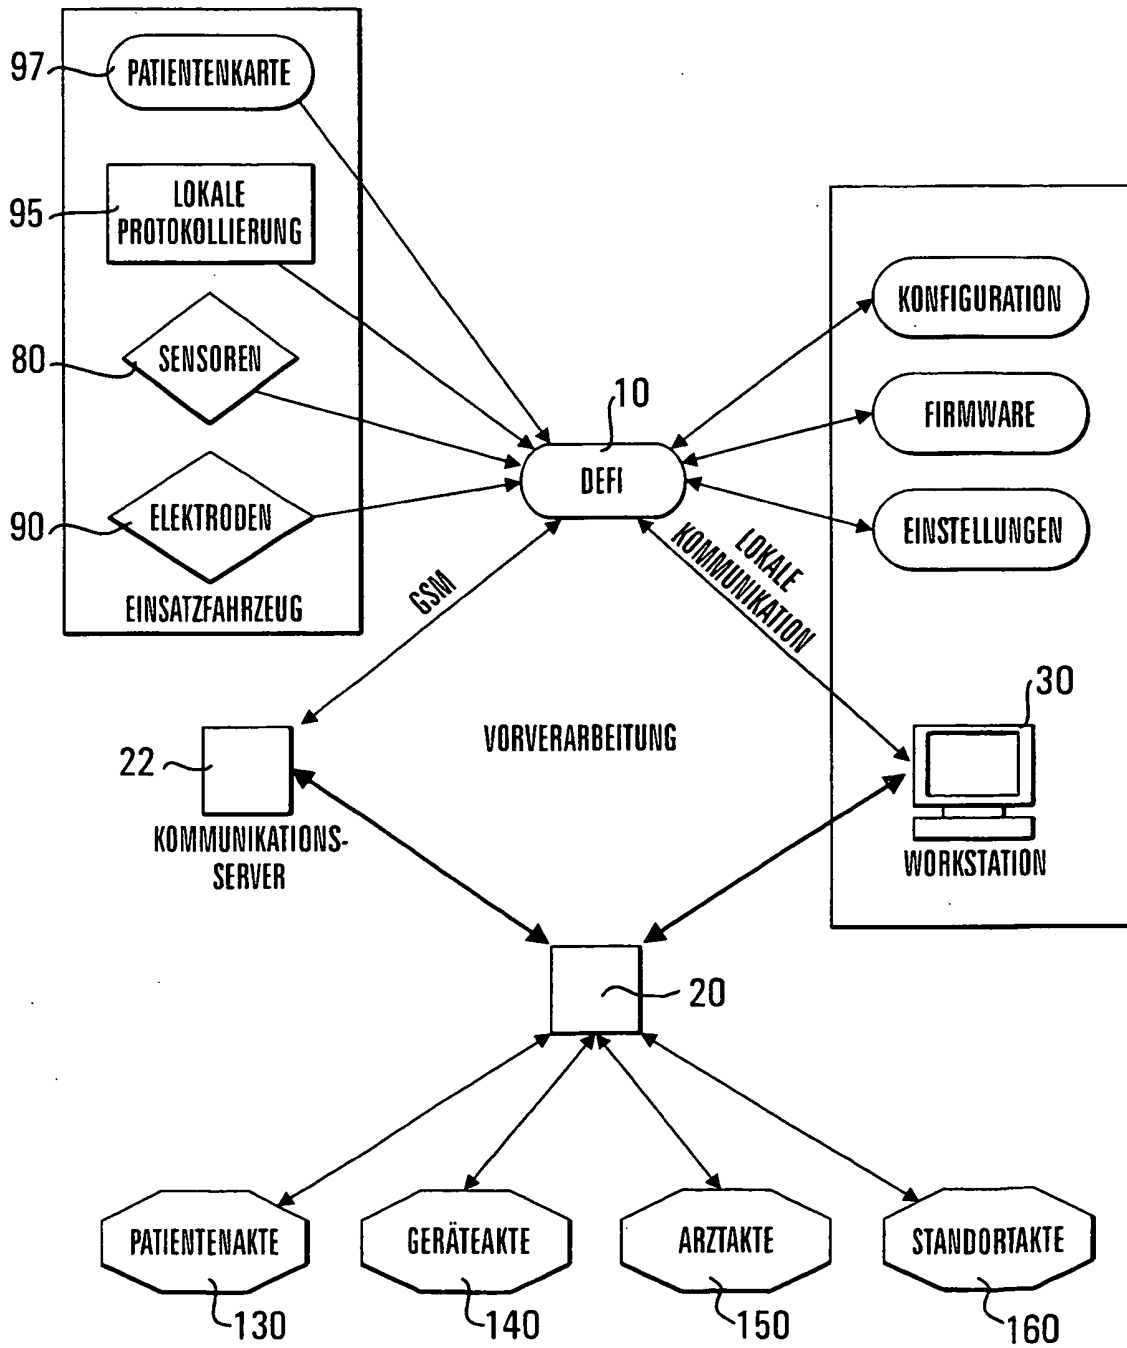 97
PATIENTENKARTE
95
LOKALE
PROTOKOLLIERUNG
80
SENSOREN
90
ELEKTRODEN
EINSATZFAHRZEUG
10
DEFI
KONFIGURATION
FIRMWARE
EINSTELLUNGEN
GSM
LOKALE
KOMMUNIKATION
VORVERARBEITUNG
22
KOMMUNIKATIONS-
SERVER
30
WORKSTATION
20
PATIENTENAKTE
GERÄTEAKTE
ARZTAKTE
STANDORTAKTE
130
140
150
160